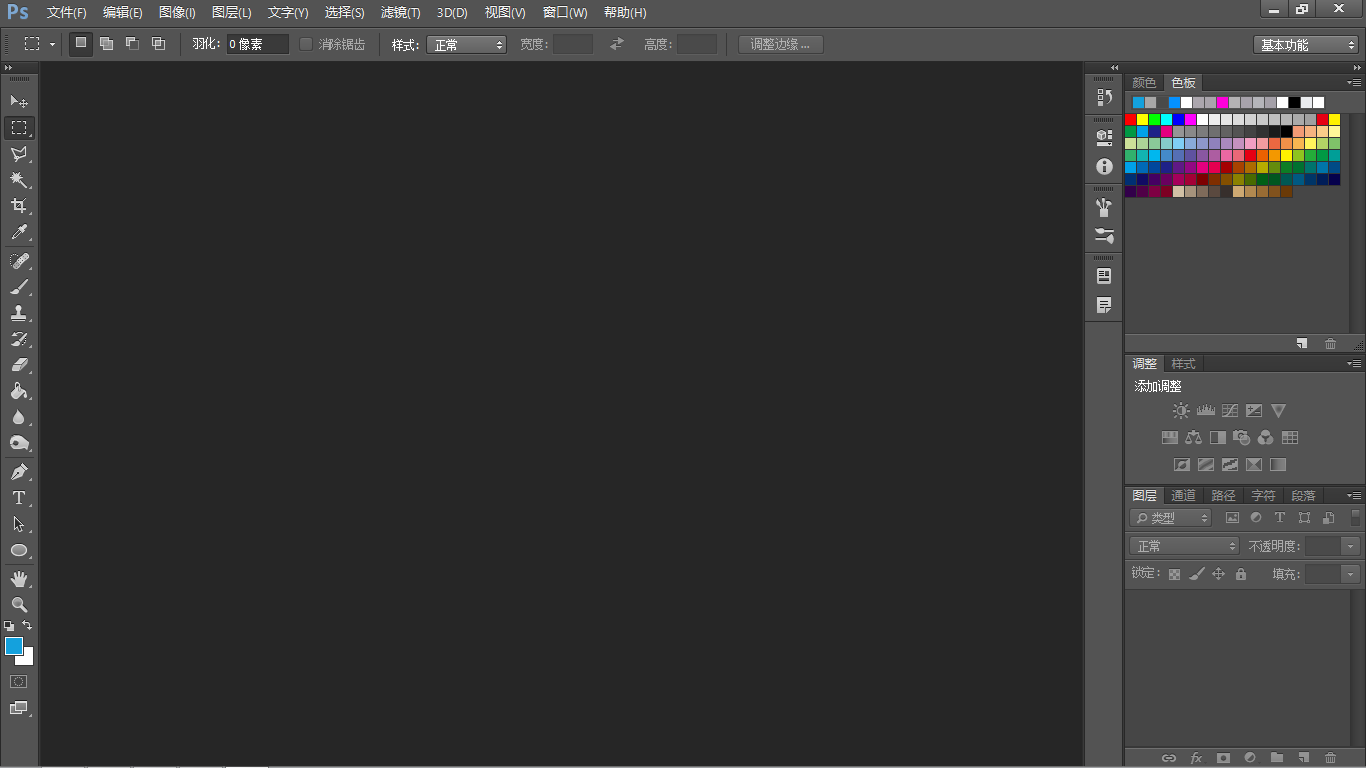 Ps 文件(F) 编辑(E) 图像(I) 图层(L) 文字(Y) 选择(S) 滤镜(T) 3D(D) 视图(V) 窗口(W) 帮助(H)
羽化: 0 像素 消除锯齿 样式: 正常 宽度: 高度: 调整边缘... 基本功能
颜色 色板
调整 样式
添加调整
图层 通道 路径 字符 段落
类型
正常 不透明度:
锁定: 填充: